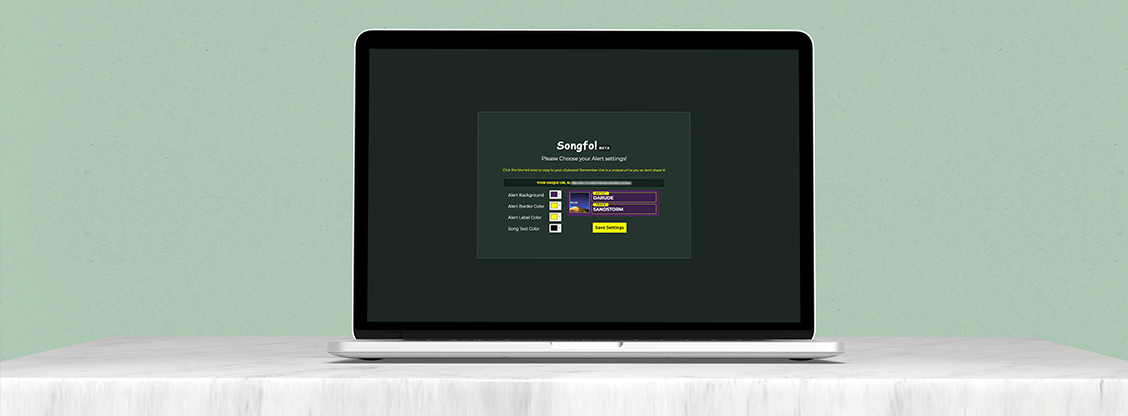 Songfo! BETA
Please Choose your Alert settings!
Click the blurred area to copy to your clipboard! Remember this is a unique url to you so dont share it!
YOUR UNIQUE URL IS:
Alert Background
Alert Border Color
Alert Label Color
Song Text Color
ARTIST
DARUDE
TRACK
SANDSTORM
Save Settings